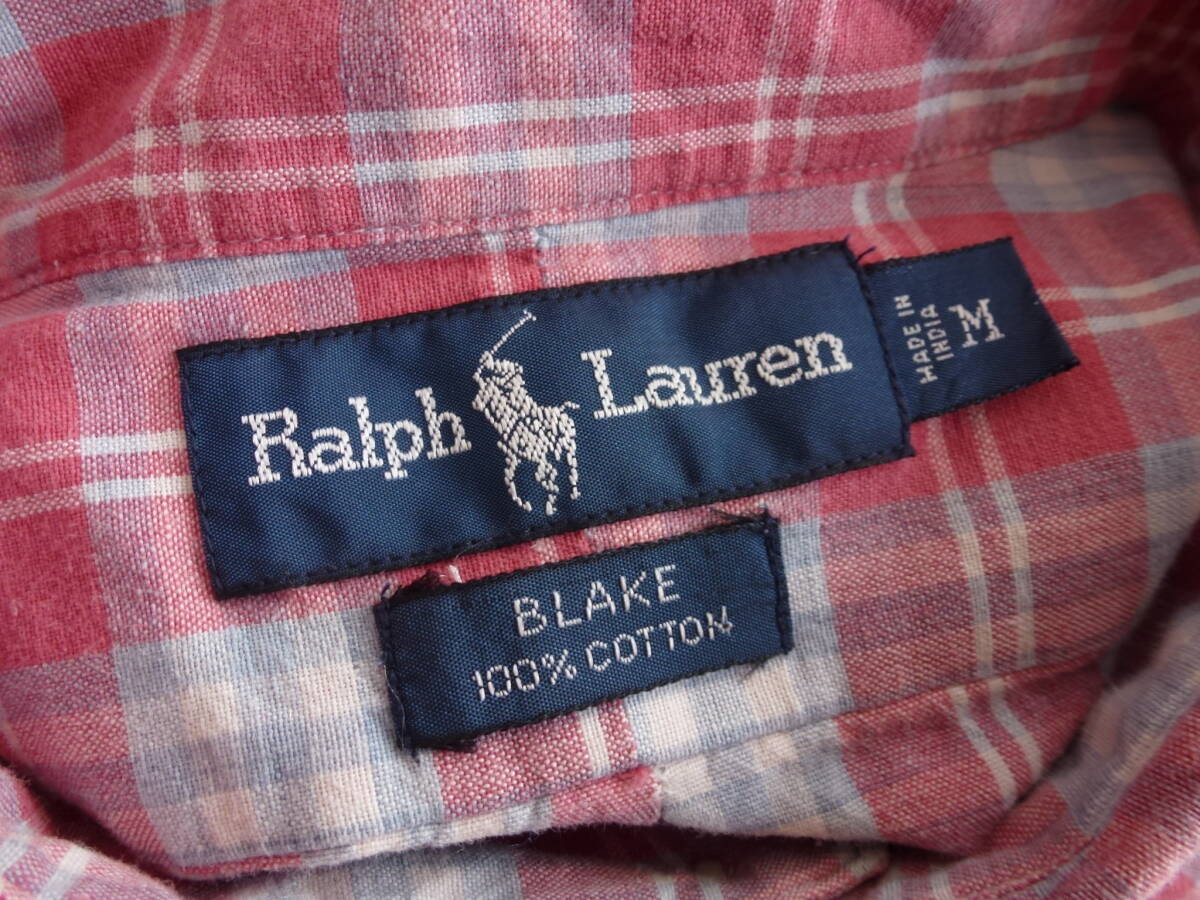 Ralph Lauren
MADE IN
INDIA
M
BLAKE
100% COTTON